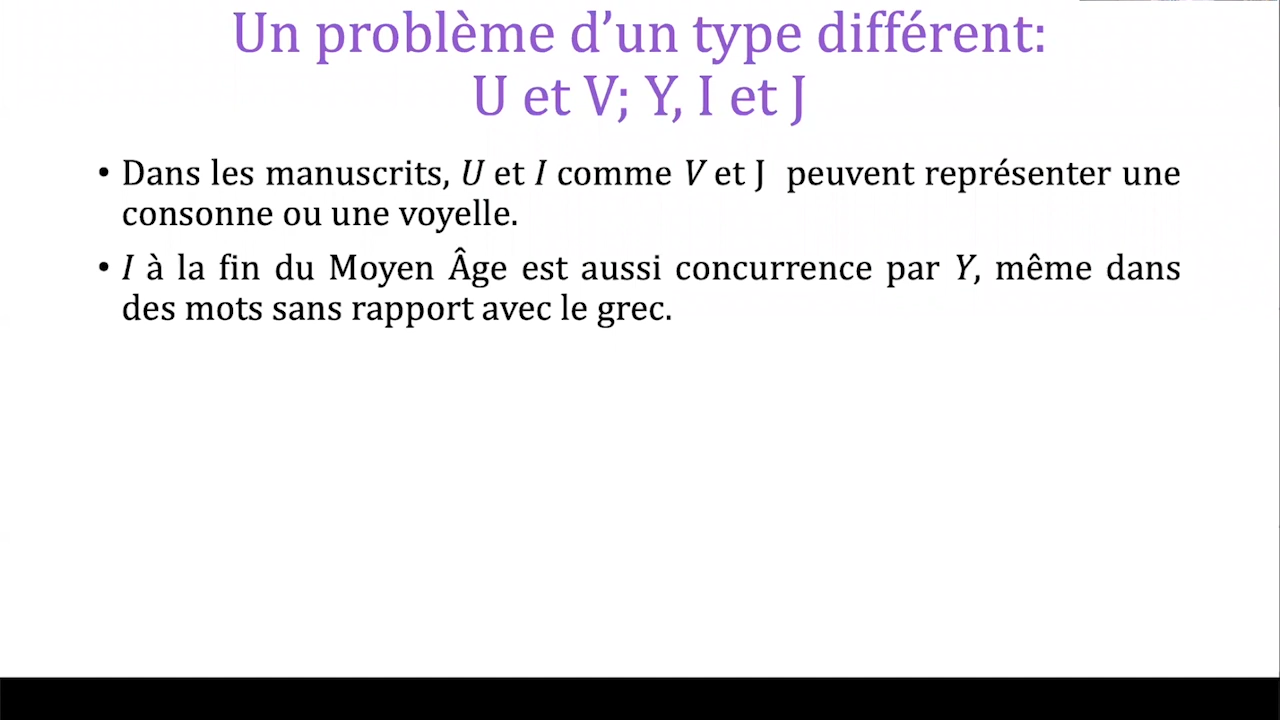 Un problème d’un type différent:
U et V; Y, I et J
• Dans les manuscrits, U et I comme V et J peuvent représenter une
consonne ou une voyelle.
• I à la fin du Moyen Âge est aussi concurrence par Y, même dans
des mots sans rapport avec le grec.